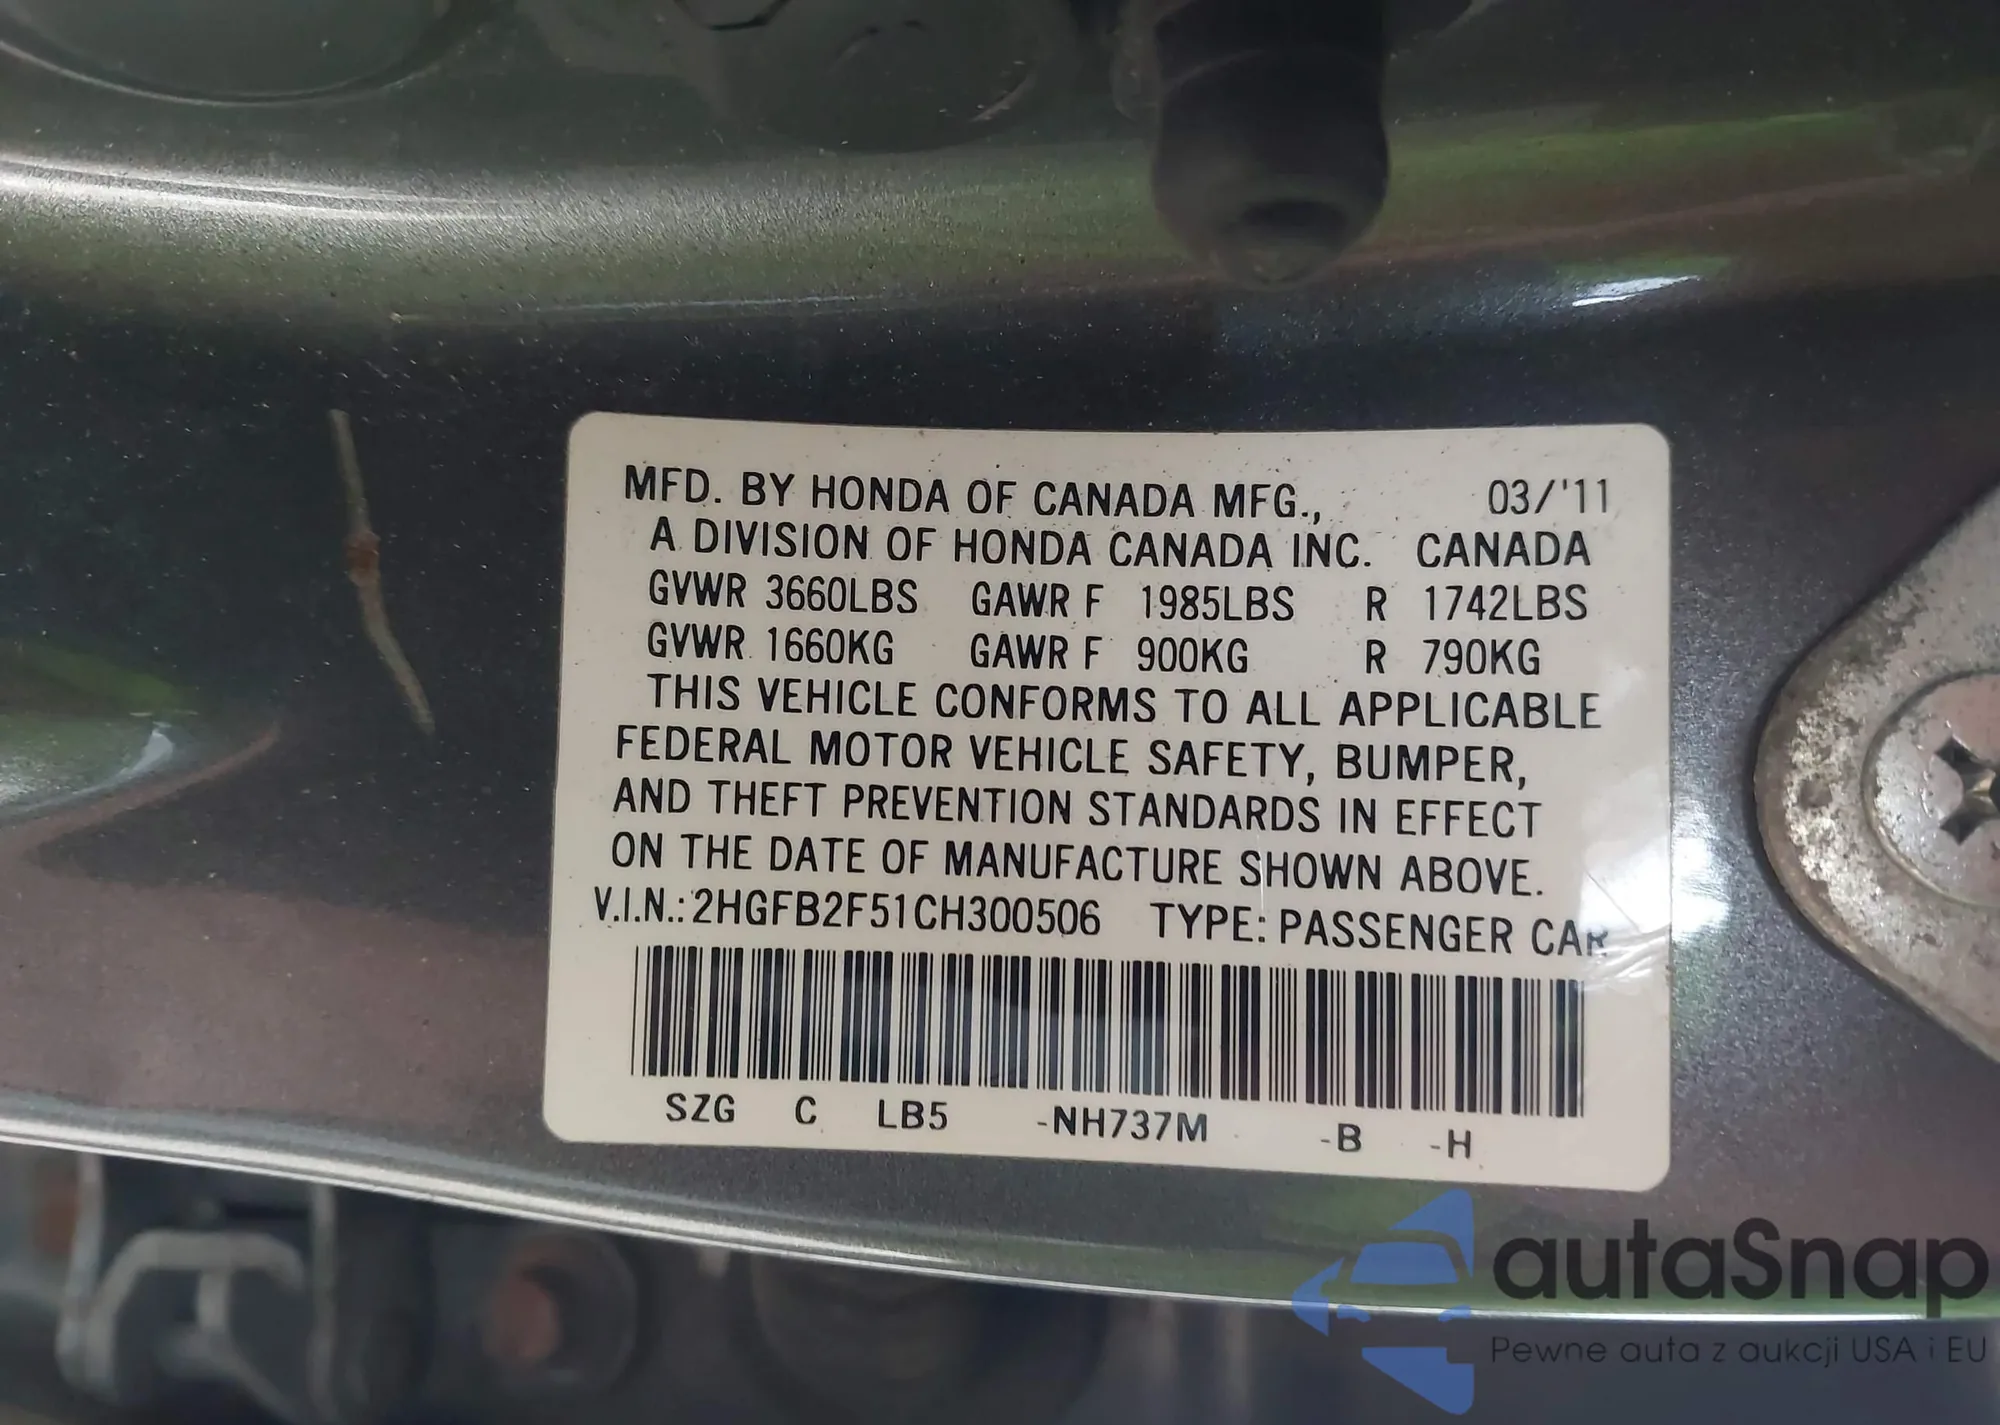 MFD. BY HONDA OF CANADA MFG., 03/'11
A DIVISION OF HONDA CANADA INC. CANADA
GVWR 3660LBS GAWR F 1985LBS R 1742LBS
GVWR 1660KG GAWR F 900KG R 790KG
THIS VEHICLE CONFORMS TO ALL APPLICABLE
FEDERAL MOTOR VEHICLE SAFETY, BUMPER,
AND THEFT PREVENTION STANDARDS IN EFFECT
ON THE DATE OF MANUFACTURE SHOWN ABOVE.
V.I.N.: 2HGFB2F51CH300506 TYPE: PASSENGER CAR
SZG C LB5 -NH737M -B -H
autaSnap
Pewne auta z aukcji USA i EU